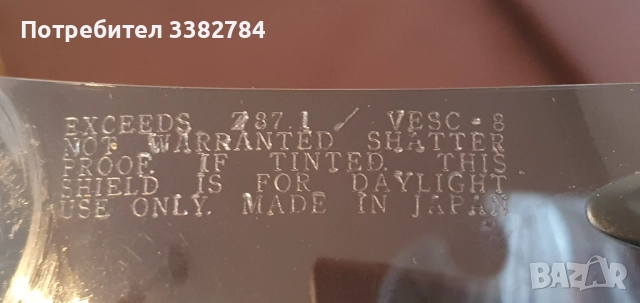 Потребител 3382784
EXCEEDS Z87.1 / VESC-8
NOT WARRANTED SHATTER
PROOF. IF TINTED THIS
SHIELD IS FOR DAYLIGHT
USE ONLY. MADE IN JAPAN
BAZAR